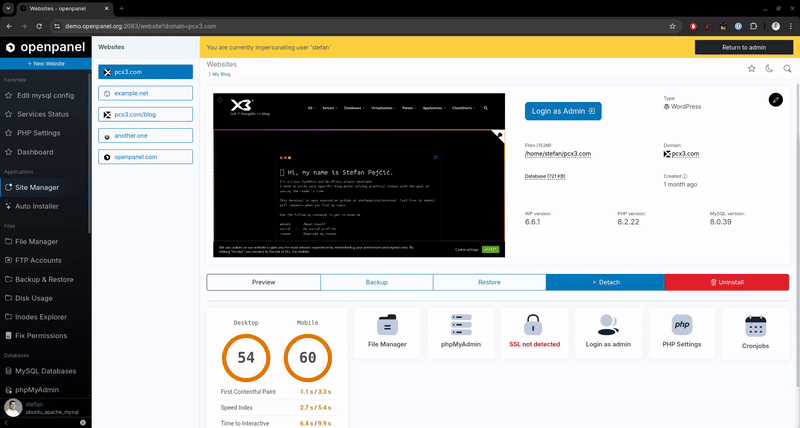 Websites - openpanel
demo.openpanel.org:2083/website?domain=pcx3.com
openpanel
+ New Website
Favorites
Edit mysql config
Services Status
PHP Settings
Dashboard
Applications
Site Manager
Auto Installer
Files
File Manager
FTP Accounts
Backup & Restore
Disk Usage
Inodes Explorer
Fix Permissions
Databases
MySQL Databases
phpMyAdmin
stefan
ubuntu_apache_mysql
Websites
pcx3.com
example.net
pcx3.com/blog
another.one
openpanel.com
You are currently impersonating user 'stefan'
Return to admin
Websites
My Blog
Hi, my name is Stefan Pejčić.
Cookie settings
Login as Admin
Type
WordPress
Files (152M)
/home/stefan/pcx3.com
Domain:
pcx3.com
Database (721 KB)
Created
1 month ago
WP version:
6.6.1
PHP version:
8.2.22
MySQL version:
8.0.39
Preview
Backup
Restore
× Detach
Uninstall
Desktop
Mobile
54
60
First Contentful Paint
1.1 s / 3.3 s
Speed Index
2.7 s / 5.4 s
Time to Interactive
6.4 s / 9.9 s
File Manager
phpMyAdmin
SSL not detected
Login as admin
php
PHP Settings
Cronjobs